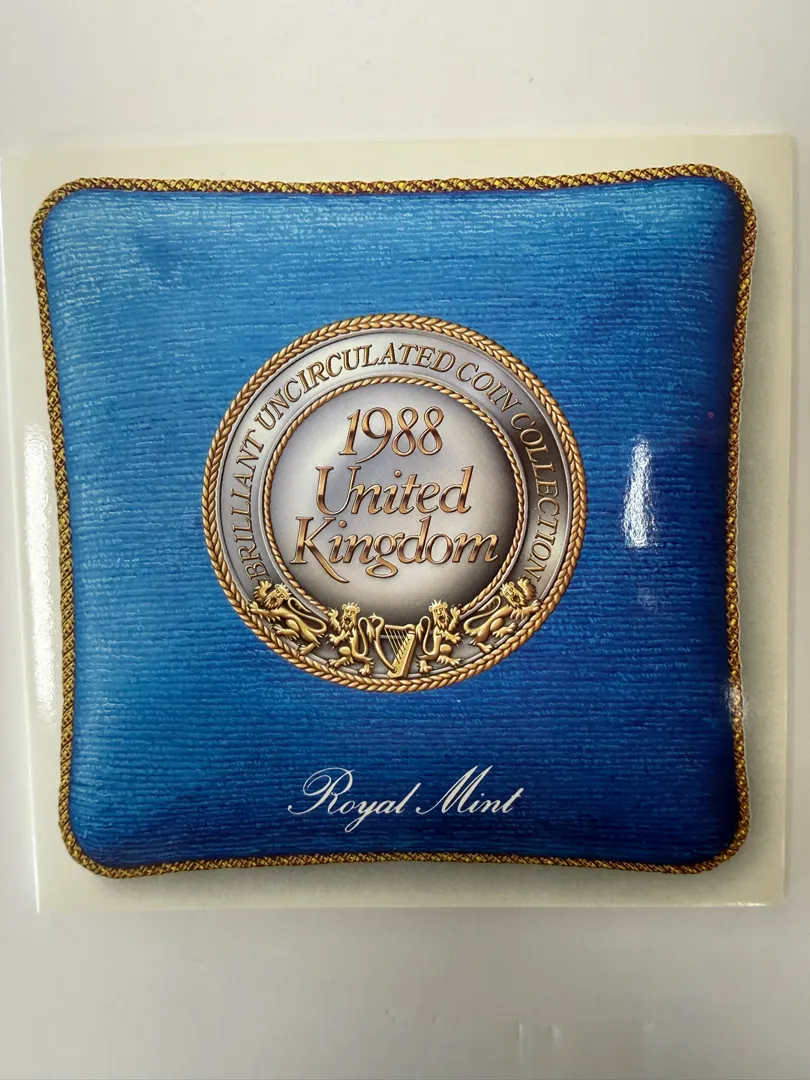 BRILLIANT UNCIRCULATED COIN COLLECTION
1988
United
Kingdom
Royal Mint